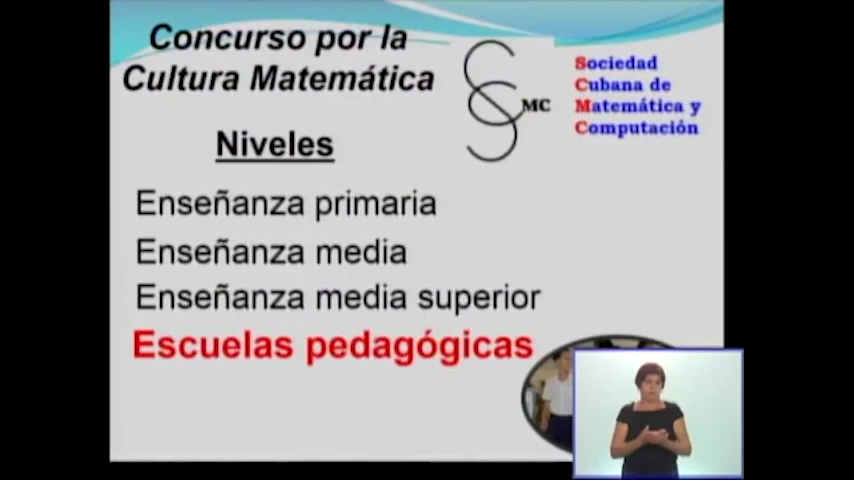 Concurso por la
Cultura Matemática
MC
Sociedad
Cubana de
Matemática y
Computación
Niveles
Enseñanza primaria
Enseñanza media
Enseñanza media superior
Escuelas pedagógicas